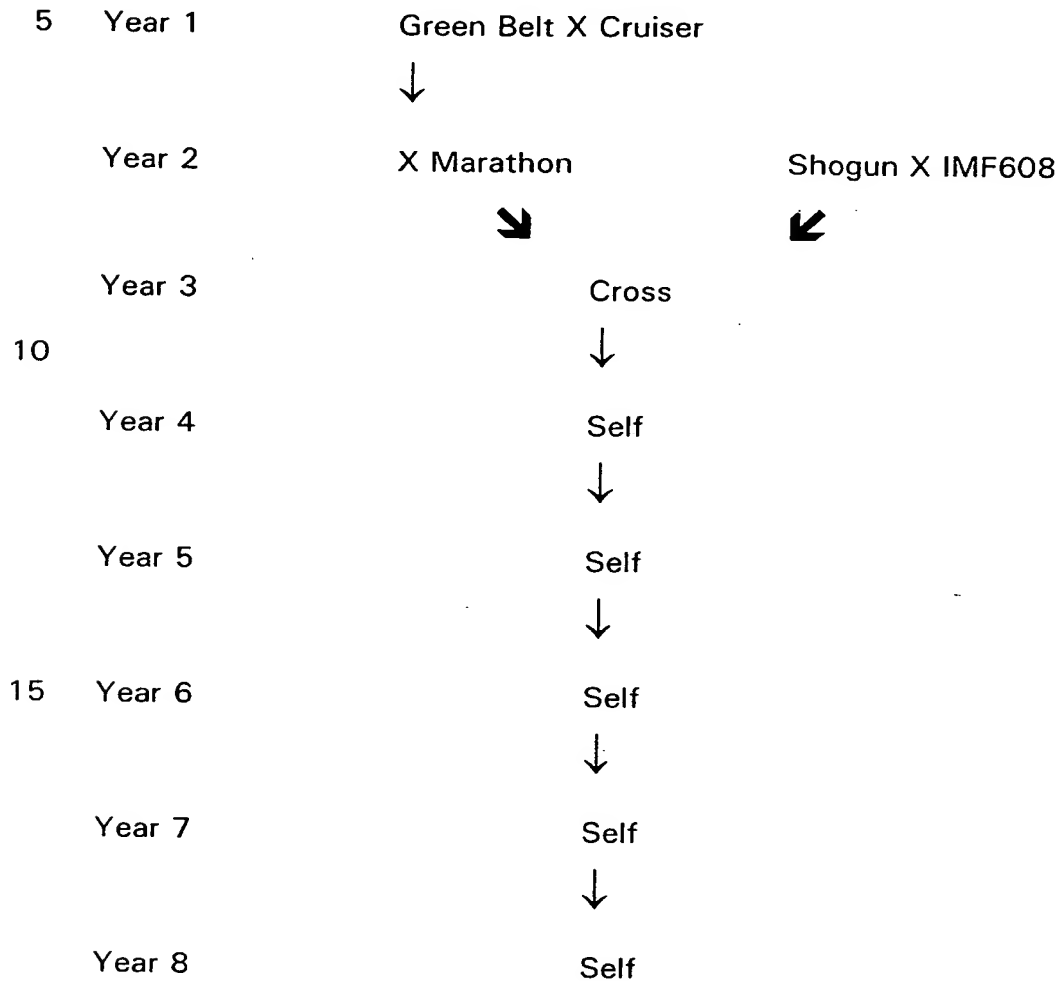 5 Year 1 Green Belt X Cruiser
↓
Year 2 X Marathon Shogun X IMF608
Year 3 Cross
10 ↓
Year 4 Self
↓
Year 5 Self
↓
15 Year 6 Self
↓
Year 7 Self
↓
Year 8 Self